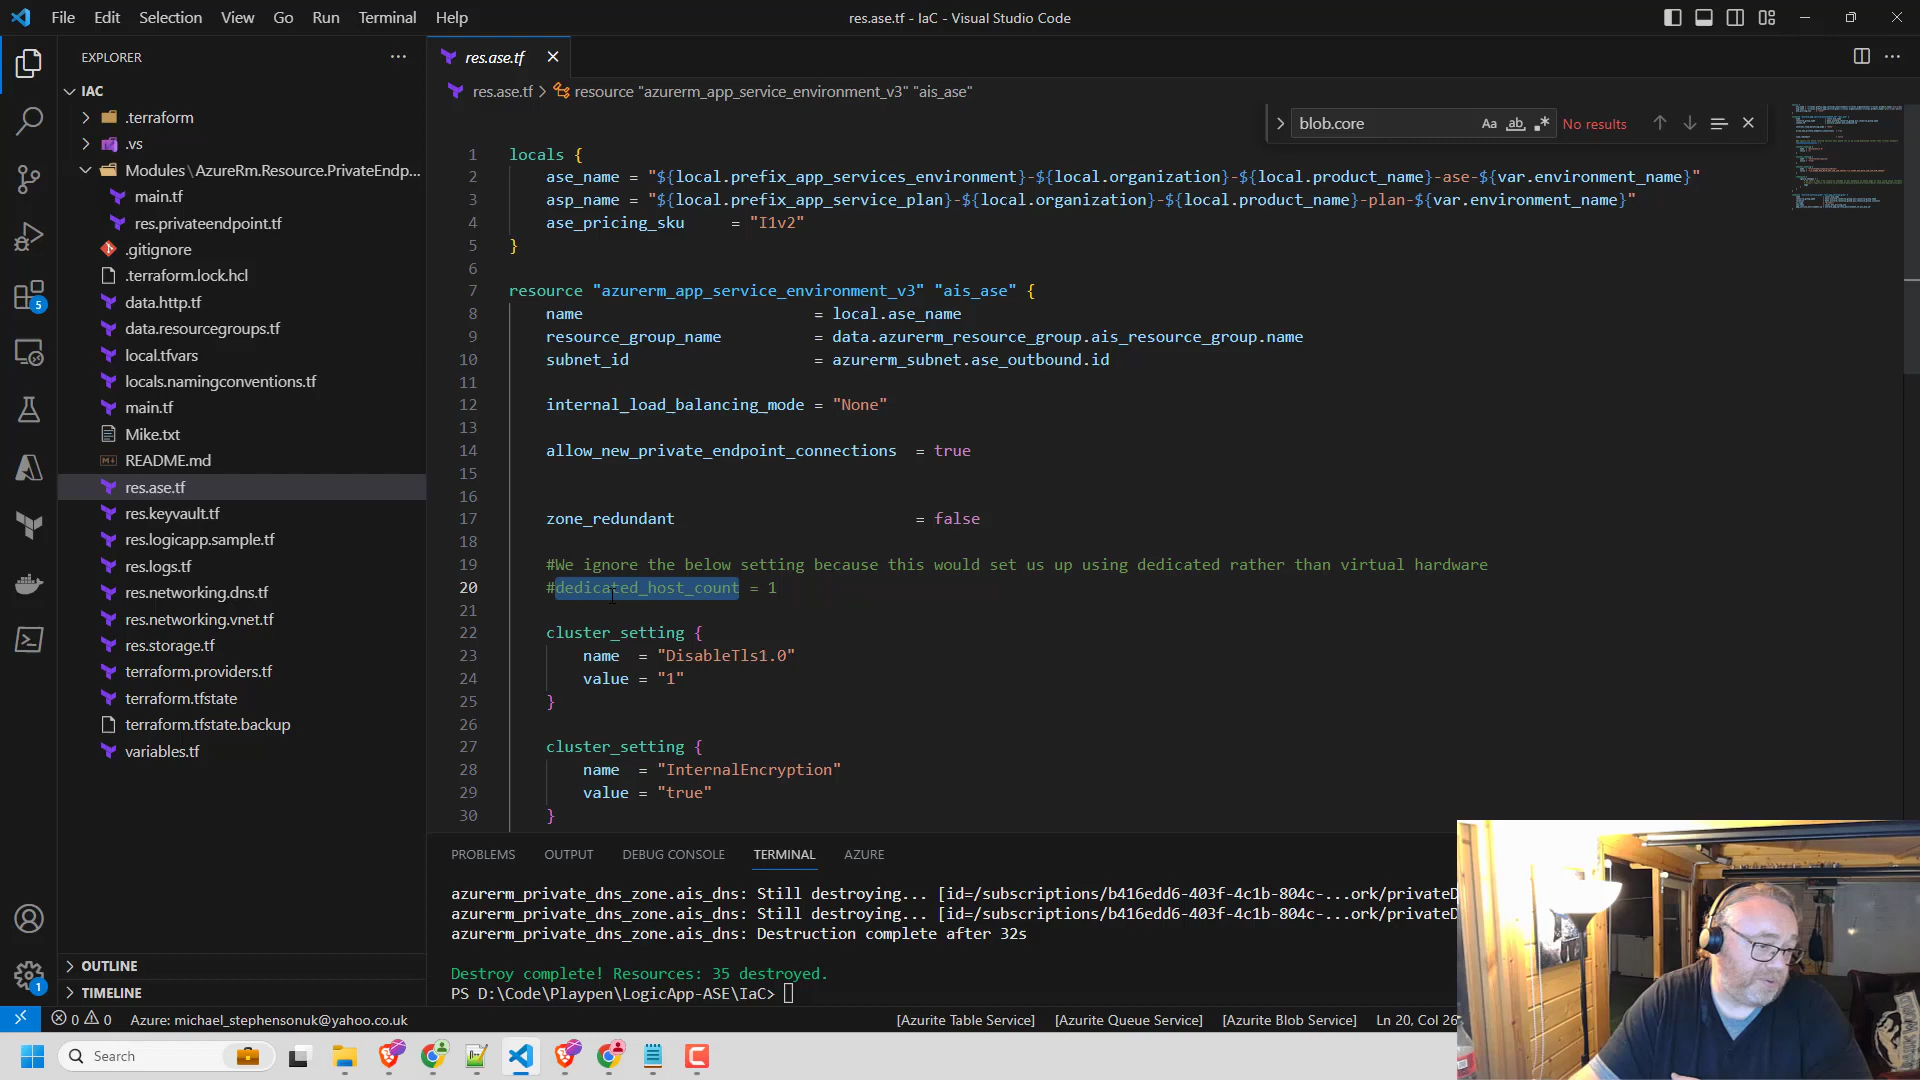 File Edit Selection View Go Run Terminal Help
res.ase.tf - IaC - Visual Studio Code
EXPLORER
IAC
.terraform
.vs
Modules\AzureRm.Resource.PrivateEndp...
main.tf
res.privateendpoint.tf
.gitignore
.terraform.lock.hcl
data.http.tf
data.resourcegroups.tf
local.tfvars
locals.namingconventions.tf
main.tf
Mike.txt
README.md
res.ase.tf
res.keyvault.tf
res.logicapp.sample.tf
res.logs.tf
res.networking.dns.tf
res.networking.vnet.tf
res.storage.tf
terraform.providers.tf
terraform.tfstate
terraform.tfstate.backup
variables.tf
OUTLINE
TIMELINE
5
1
res.ase.tf
res.ase.tf > resource "azurerm_app_service_environment_v3" "ais_ase"
blob.core Aa ab No results
1 locals {
2 ase_name = "${local.prefix_app_services_environment}-${local.organization}-${local.product_name}-ase-${var.environment_name}"
3 asp_name = "${local.prefix_app_service_plan}-${local.organization}-${local.product_name}-plan-${var.environment_name}"
4 ase_pricing_sku = "I1v2"
5 }
6
7 resource "azurerm_app_service_environment_v3" "ais_ase" {
8 name = local.ase_name
9 resource_group_name = data.azurerm_resource_group.ais_resource_group.name
10 subnet_id = azurerm_subnet.ase_outbound.id
11
12 internal_load_balancing_mode = "None"
13
14 allow_new_private_endpoint_connections = true
15
16
17 zone_redundant = false
18
19 #We ignore the below setting because this would set us up using dedicated rather than virtual hardware
20 #dedicated_host_count = 1
21
22 cluster_setting {
23 name = "DisableTls1.0"
24 value = "1"
25 }
26
27 cluster_setting {
28 name = "InternalEncryption"
29 value = "true"
30 }
PROBLEMS OUTPUT DEBUG CONSOLE TERMINAL AZURE
azurerm_private_dns_zone.ais_dns: Still destroying... [id=/subscriptions/b416edd6-403f-4c1b-804c-...ork/privateD
azurerm_private_dns_zone.ais_dns: Still destroying... [id=/subscriptions/b416edd6-403f-4c1b-804c-...ork/privateD
azurerm_private_dns_zone.ais_dns: Destruction complete after 32s
Destroy complete! Resources: 35 destroyed.
PS D:\Code\Playpen\LogicApp-ASE\IaC>
0 0 Azure: michael_stephensonuk@yahoo.co.uk [Azurite Table Service] [Azurite Queue Service] [Azurite Blob Service] Ln 20, Col 26
Search